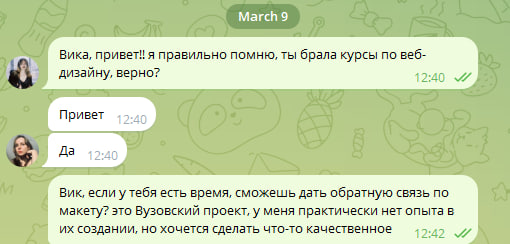 March 9
Вика, привет!! я правильно помню, ты брала курсы по веб-
дизайну, верно?
12:40
Привет
12:40
Да
12:40
Вик, если у тебя есть время, сможешь дать обратную связь по
макету? это Вузовский проект, у меня практически нет опыта в
их создании, но хочется сделать что-то качественное
12:42